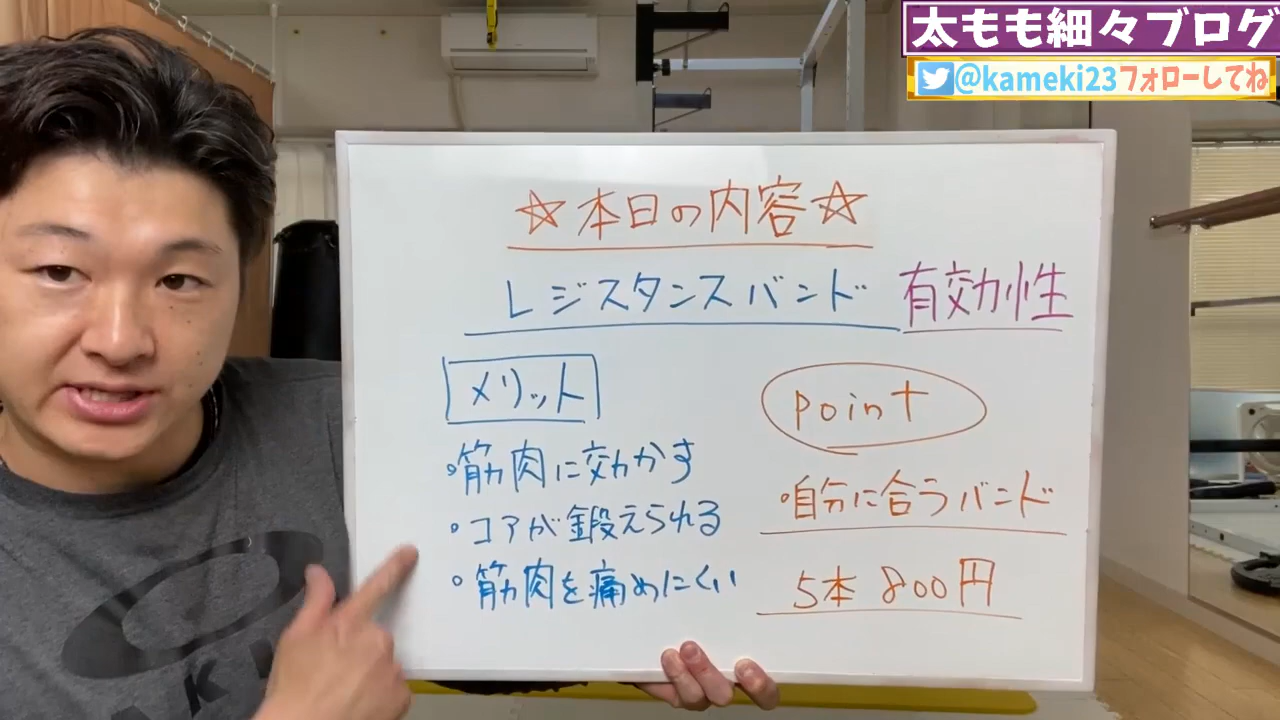 太もも細々ブログ
@kameki23フォローしてね
☆本日の内容☆
レジスタンスバンド 有効性
メリット
・筋肉に効かす
・コアが鍛えられる
・筋肉を痛めにくい
point
・自分に合うバンド
5本 800円